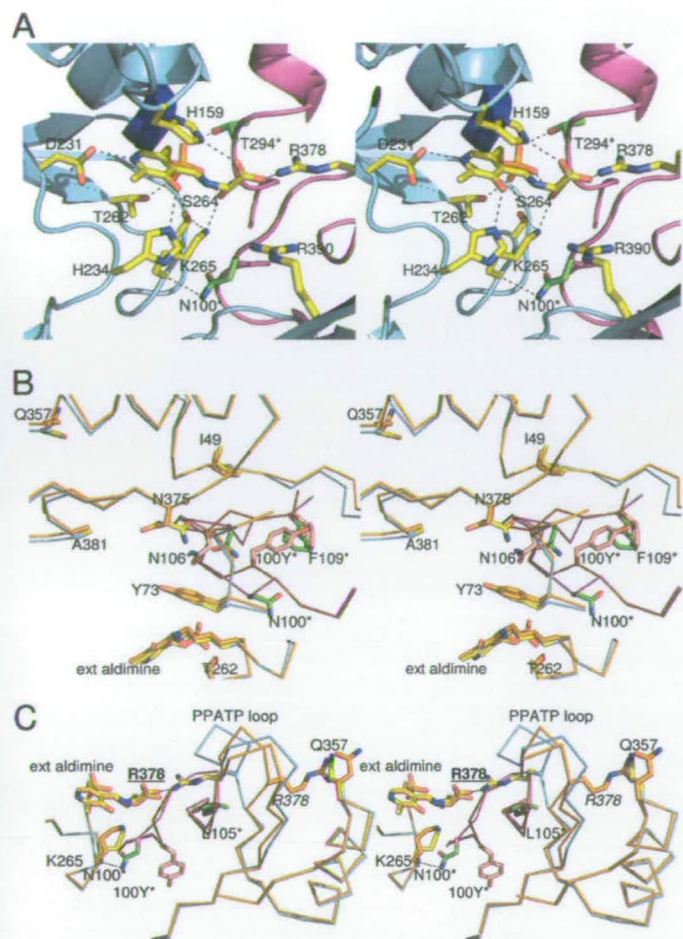 A
H159
D231
T294*
R378
S264
T262
R390
H234
K265
N100*
H159
D231
T294*
R378
S264
T262
R390
H234
K265
N100*
B
Q357
I49
N375
A381
N106*
100Y*
F109*
Y73
N100*
ext aldimine
T262
Q357
I49
N378
A381
N106*
100Y*
F109*
Y73
N100*
ext aldimine
T262
C
PPATP loop
Q357
ext aldimine
R378
R378
L105*
K265
N100*
100Y*
PPATP loop
Q357
ext aldimine
R378
R378
L105*
K265
N100*
100Y*